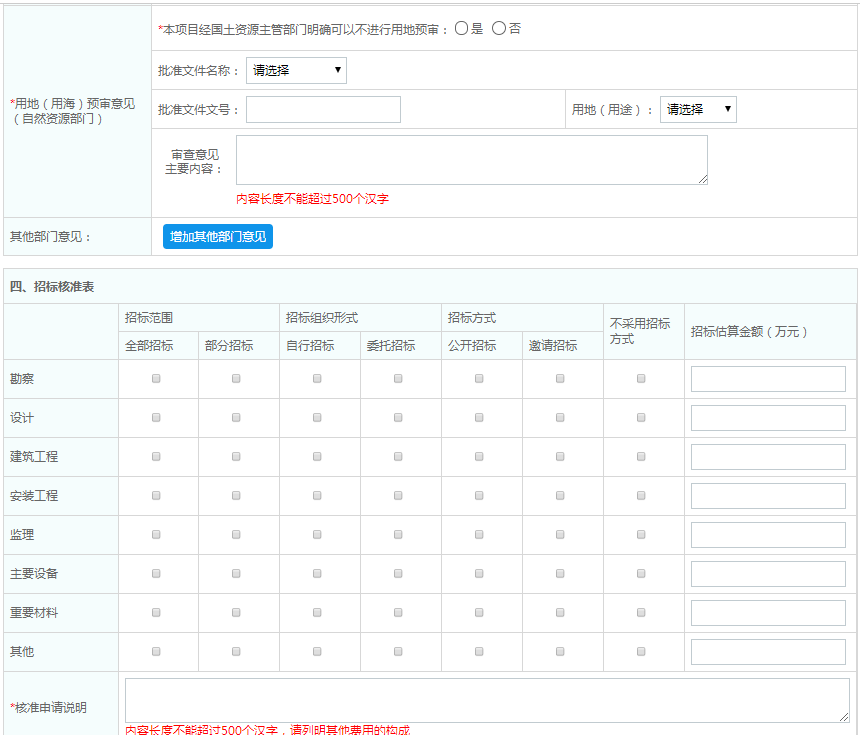 *本项目经国土资源主管部门明确可以不进行用地预审： 是 否
*用地（用海）预审意见
（自然资源部门）
批准文件名称： 请选择
批准文件文号： 用地（用途）： 请选择
审查意见
主要内容：
内容长度不能超过500个汉字
其他部门意见： 增加其他部门意见
四、招标核准表
招标范围 招标组织形式 招标方式 不采用招标
方式 招标估算金额（万元）
全部招标 部分招标 自行招标 委托招标 公开招标 邀请招标
勘察
设计
建筑工程
安装工程
监理
主要设备
重要材料
其他
*核准申请说明
内容长度不能超过500个汉字，请列明其他费用的构成